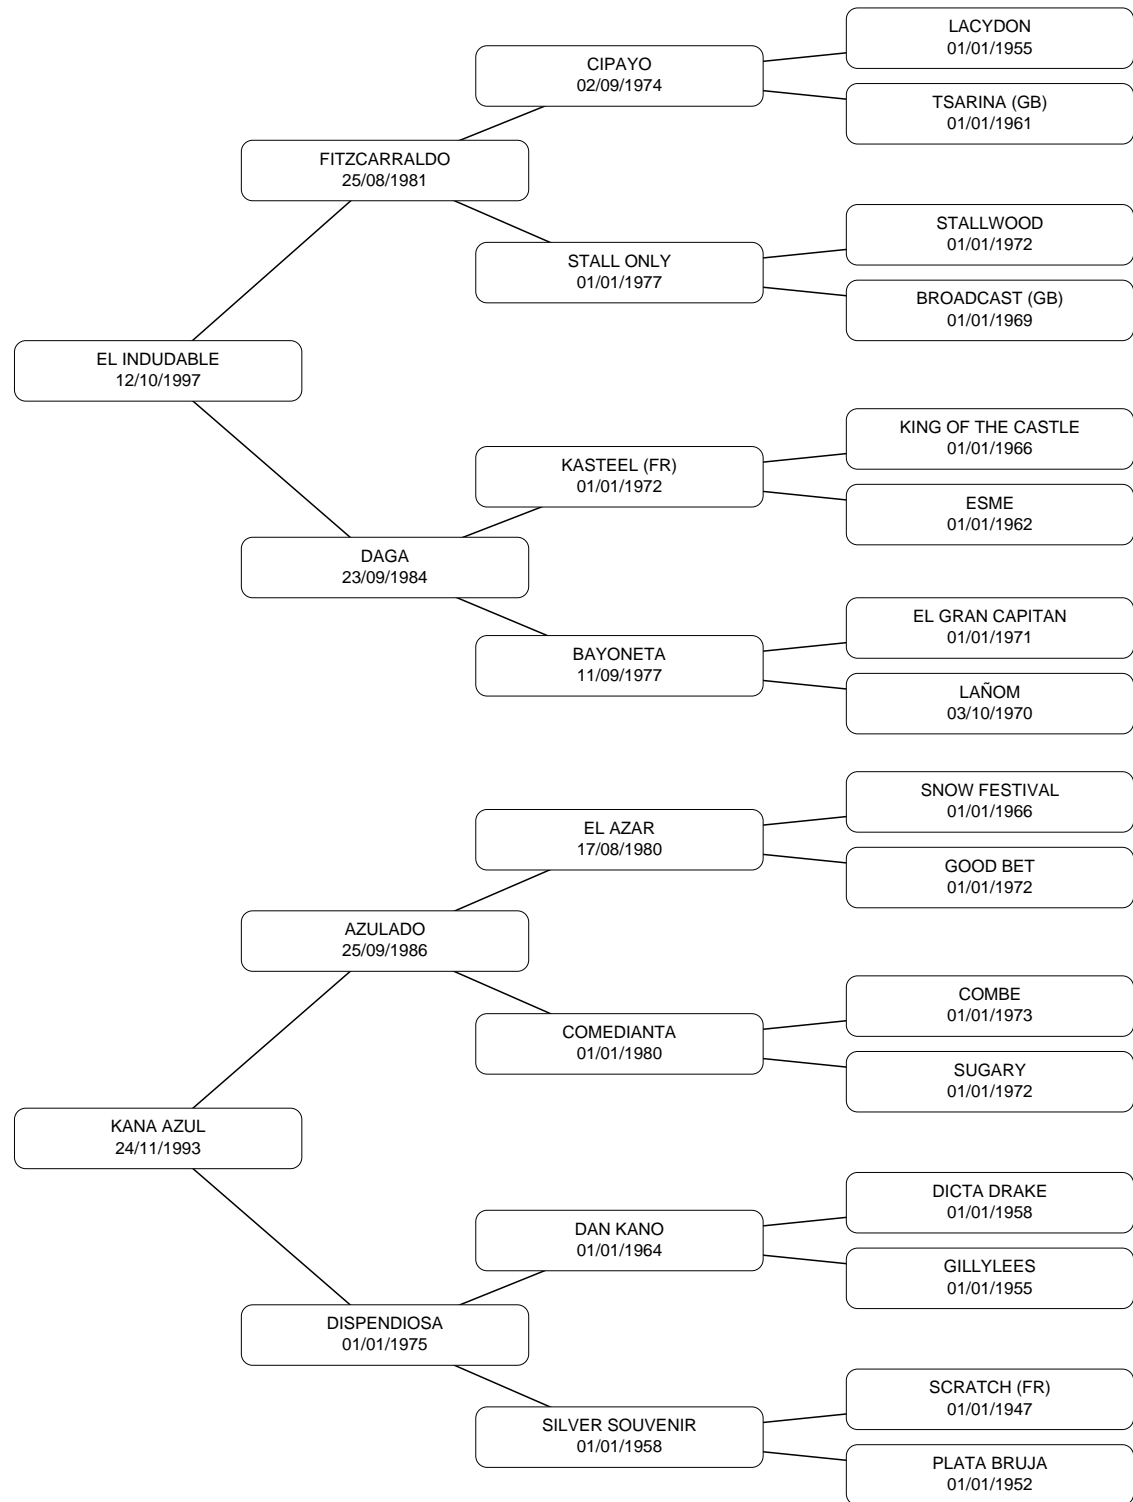 LACYDON
01/01/1955
CIPAYO
02/09/1974
TSARINA (GB)
01/01/1961
FITZCARRALDO
25/08/1981
STALLWOOD
01/01/1972
STALL ONLY
01/01/1977
BROADCAST (GB)
01/01/1969
EL INDUDABLE
12/10/1997
KING OF THE CASTLE
01/01/1966
KASTEEL (FR)
01/01/1972
ESME
01/01/1962
DAGA
23/09/1984
EL GRAN CAPITAN
01/01/1971
BAYONETA
11/09/1977
LAÑOM
03/10/1970
SNOW FESTIVAL
01/01/1966
EL AZAR
17/08/1980
GOOD BET
01/01/1972
AZULADO
25/09/1986
COMBE
01/01/1973
COMEDIANTA
01/01/1980
SUGARY
01/01/1972
KANA AZUL
24/11/1993
DICTA DRAKE
01/01/1958
DAN KANO
01/01/1964
GILLYLEES
01/01/1955
DISPENDIOSA
01/01/1975
SCRATCH (FR)
01/01/1947
SILVER SOUVENIR
01/01/1958
PLATA BRUJA
01/01/1952